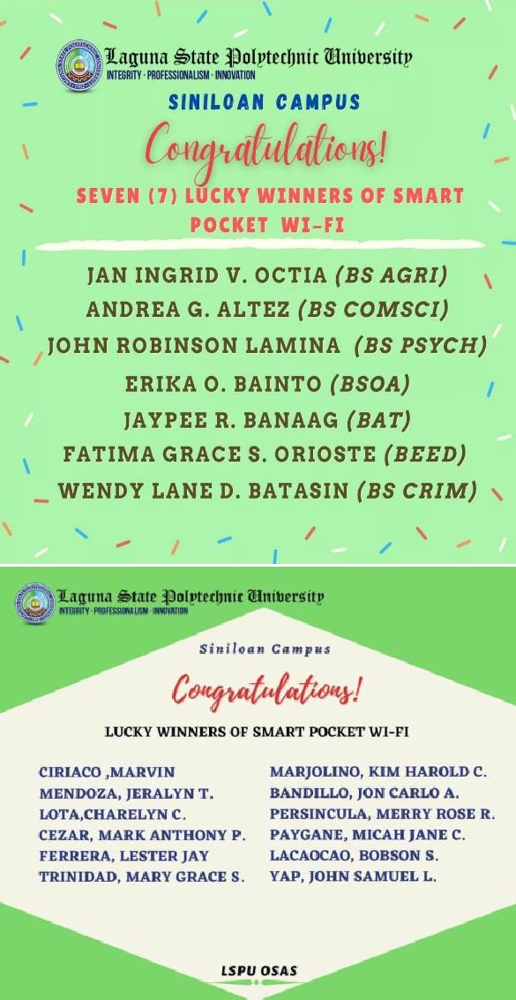 Laguna State Polytechnic University
INTEGRITY · PROFESSIONALISM · INNOVATION
SINILOAN CAMPUS
Congratulations!
SEVEN (7) LUCKY WINNERS OF SMART
POCKET WI-FI
JAN INGRID V. OCTIA (BS AGRI)
ANDREA G. ALTEZ (BS COMSCI)
JOHN ROBINSON LAMINA (BS PSYCH)
ERIKA O. BAINTO (BSOA)
JAYPEE R. BANAAG (BAT)
FATIMA GRACE S. ORIOSTE (BEED)
WENDY LANE D. BATASIN (BS CRIM)
Laguna State Polytechnic University
INTEGRITY · PROFESSIONALISM · INNOVATION
Siniloan Campus
Congratulations!
LUCKY WINNERS OF SMART POCKET WI-FI
CIRIACO ,MARVIN
MENDOZA, JERALYN T.
LOTA,CHARELYN C.
CEZAR, MARK ANTHONY P.
FERRERA, LESTER JAY
TRINIDAD, MARY GRACE S.
MARJOLINO, KIM HAROLD C.
BANDILLO, JON CARLO A.
PERSINCULA, MERRY ROSE R.
PAYGANE, MICAH JANE C.
LACAOCAO, BOBSON S.
YAP, JOHN SAMUEL L.
LSPU OSAS